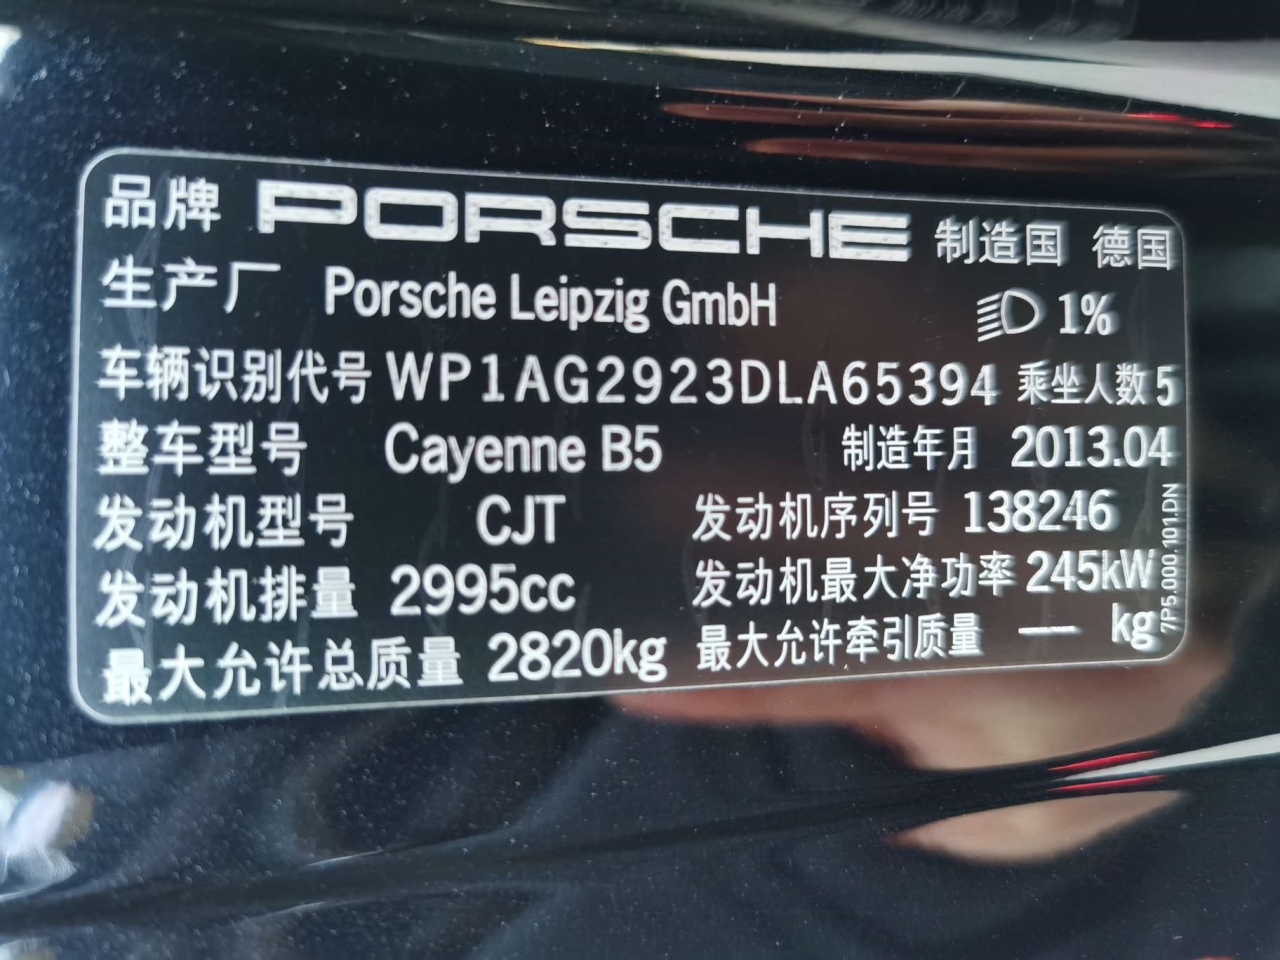 品牌 PORSCHE 制造国 德国
生产厂 Porsche Leipzig GmbH 1%
车辆识别代号 WP1AG2923DLA65394 乘坐人数 5
整车型号 Cayenne B5 制造年月 2013.04
发动机型号 CJT 发动机序列号 138246
发动机排量 2995cc 发动机最大净功率 245kW
最大允许总质量 2820kg 最大允许牵引质量 — kg
7P5.000.101.DN